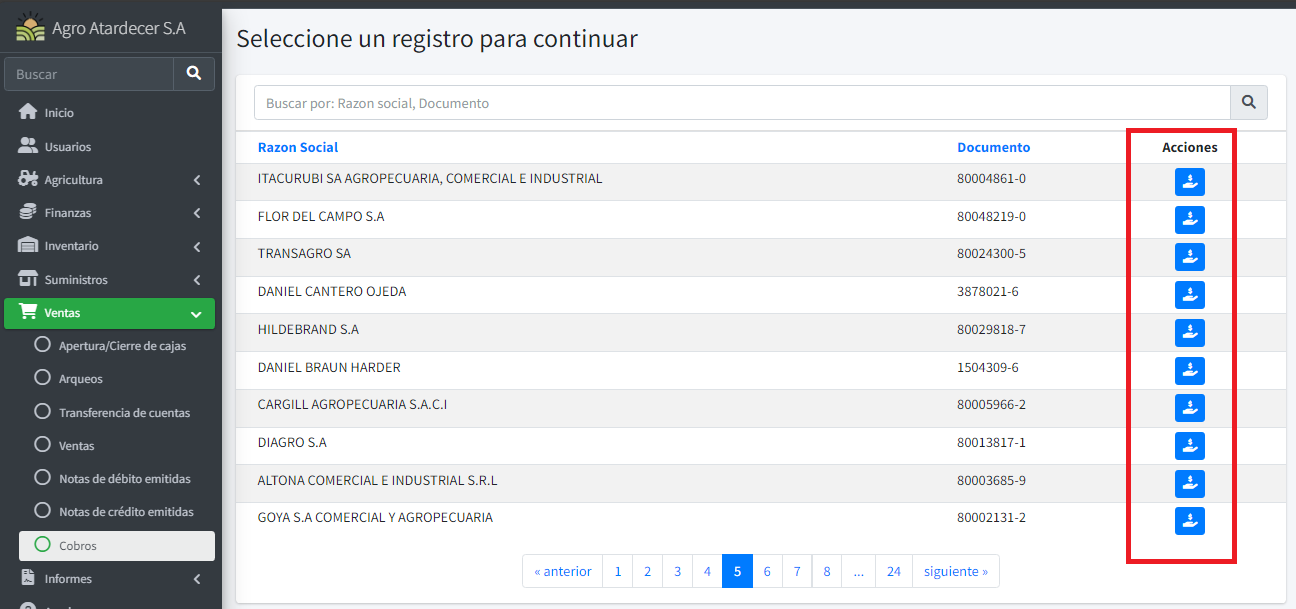 Agro Atardecer S.A
Buscar
Inicio
Usuarios
Agricultura
Finanzas
Inventario
Suministros
Ventas
Apertura/Cierre de cajas
Arqueos
Transferencia de cuentas
Ventas
Notas de débito emitidas
Notas de crédito emitidas
Cobros
Informes
Seleccione un registro para continuar
Buscar por: Razon social, Documento
Razon Social Documento Acciones
ITACURUBI SA AGROPECUARIA, COMERCIAL E INDUSTRIAL 80004861-0
FLOR DEL CAMPO S.A 80048219-0
TRANSAGRO SA 80024300-5
DANIEL CANTERO OJEDA 3878021-6
HILDEBRAND S.A 80029818-7
DANIEL BRAUN HARDER 1504309-6
CARGILL AGROPECUARIA S.A.C.I 80005966-2
DIAGRO S.A 80013817-1
ALTONA COMERCIAL E INDUSTRIAL S.R.L 80003685-9
GOYA S.A COMERCIAL Y AGROPECUARIA 80002131-2
« anterior 1 2 3 4 5 6 7 8 ... 24 siguiente »